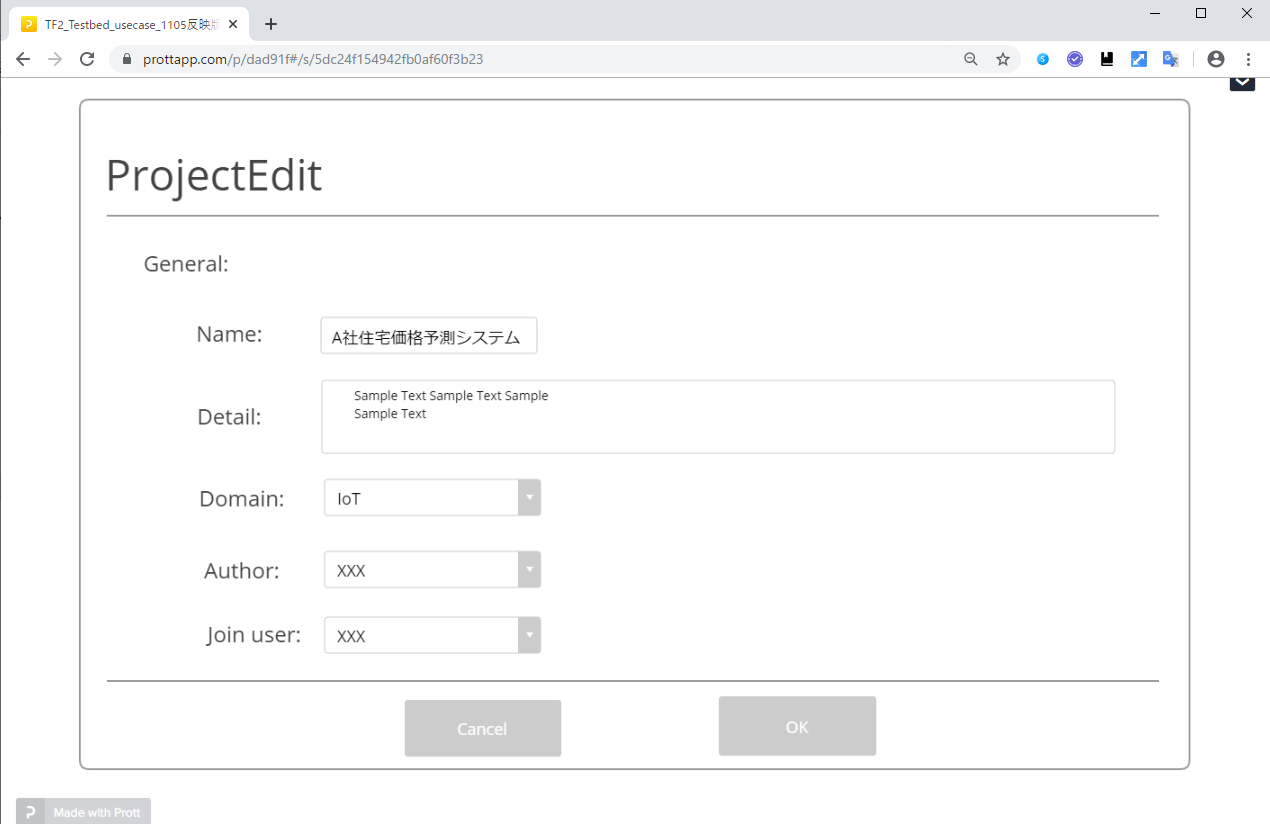 TF2_Testbed_usecase_1105反映版
prottapp.com/p/dad91f#/s/5dc24f154942fb0af60f3b23
ProjectEdit
General:
Name: A社住宅価格予測システム
Detail: Sample Text Sample Text Sample
Sample Text
Domain: IoT
Author: XXX
Join user: XXX
Cancel OK
Made with Prott